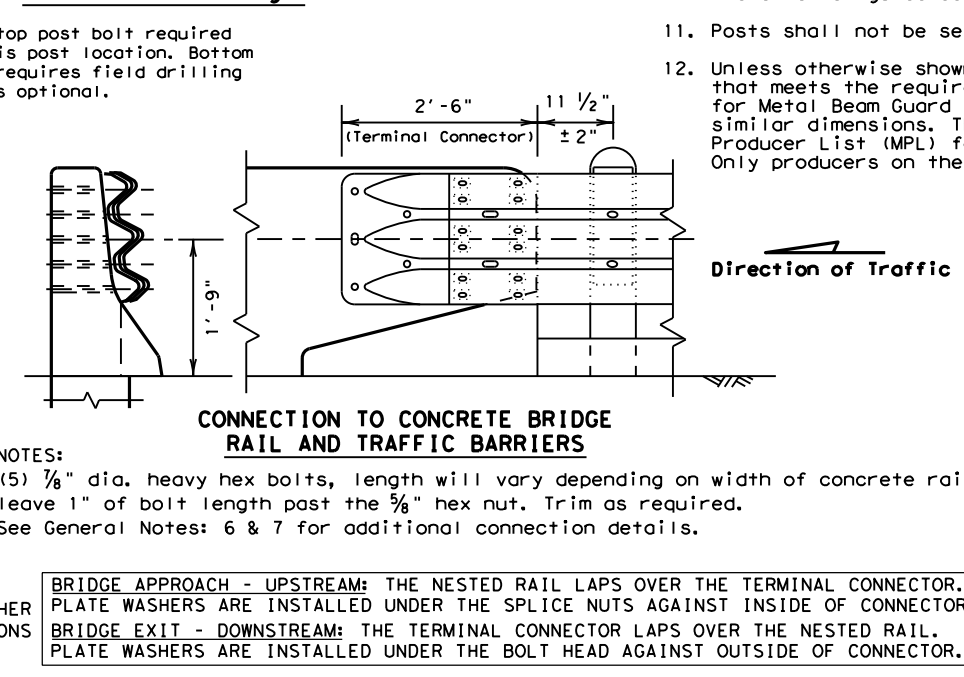 top post bolt required
is post location. Bottom
requires field drilling
s optional.
11. Posts shall not be se
12. Unless otherwise shown
that meets the require
for Metal Beam Guard
similar dimensions. T
Producer List (MPL) f
Only producers on the
2'-6"
(Terminal Connector)
11 ½"
±2"
1'-9"
Direction of Traffic
CONNECTION TO CONCRETE BRIDGE
RAIL AND TRAFFIC BARRIERS
NOTES:
(5) ⅞" dia. heavy hex bolts, length will vary depending on width of concrete rai
leave 1" of bolt length past the ⅝" hex nut. Trim as required.
See General Notes: 6 & 7 for additional connection details.
HER
ONS
BRIDGE APPROACH - UPSTREAM: THE NESTED RAIL LAPS OVER THE TERMINAL CONNECTOR.
PLATE WASHERS ARE INSTALLED UNDER THE SPLICE NUTS AGAINST INSIDE OF CONNECTOR
BRIDGE EXIT - DOWNSTREAM: THE TERMINAL CONNECTOR LAPS OVER THE NESTED RAIL.
PLATE WASHERS ARE INSTALLED UNDER THE BOLT HEAD AGAINST OUTSIDE OF CONNECTOR.